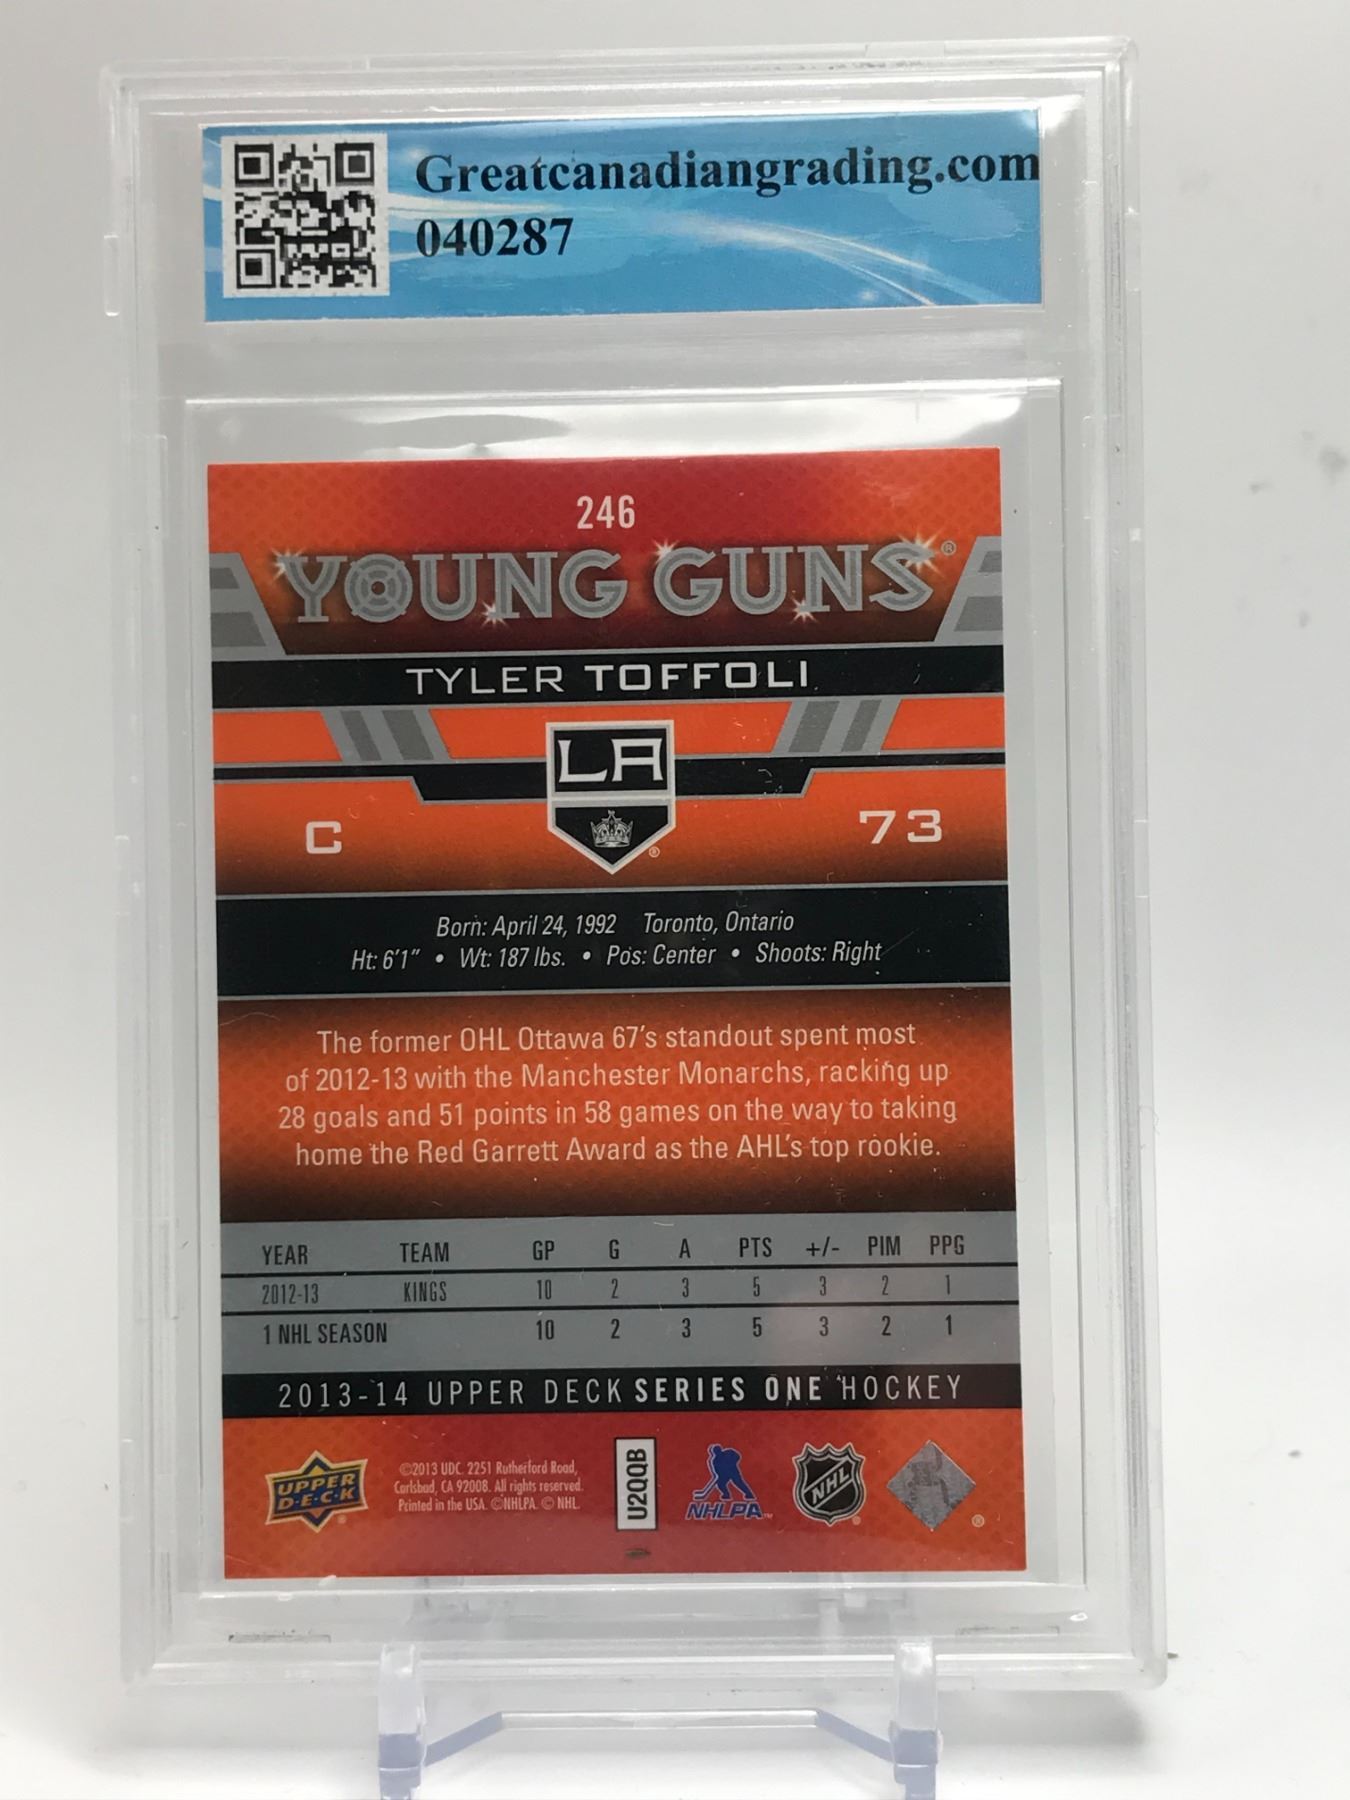 Greatcanadiangrading.com
040287
246
YOUNG GUNS®
TYLER TOFFOLI
LA
C 73
Born: April 24, 1992 Toronto, Ontario
Ht: 6'1" • Wt: 187 lbs. • Pos: Center • Shoots: Right
The former OHL Ottawa 67's standout spent most
of 2012-13 with the Manchester Monarchs, racking up
28 goals and 51 points in 58 games on the way to taking
home the Red Garrett Award as the AHL's top rookie.
YEAR TEAM GP G A PTS +/- PIM PPG
2012-13 KINGS 10 2 3 5 3 2 1
1 NHL SEASON 10 2 3 5 3 2 1
2013-14 UPPER DECK SERIES ONE HOCKEY
UPPER
D·E·C·K
©2013 UDC. 2251 Rutherford Road,
Carlsbad, CA 92008. All rights reserved.
Printed in the USA. ©NHLPA. © NHL.
U2QQB
NHLPA™
NHL